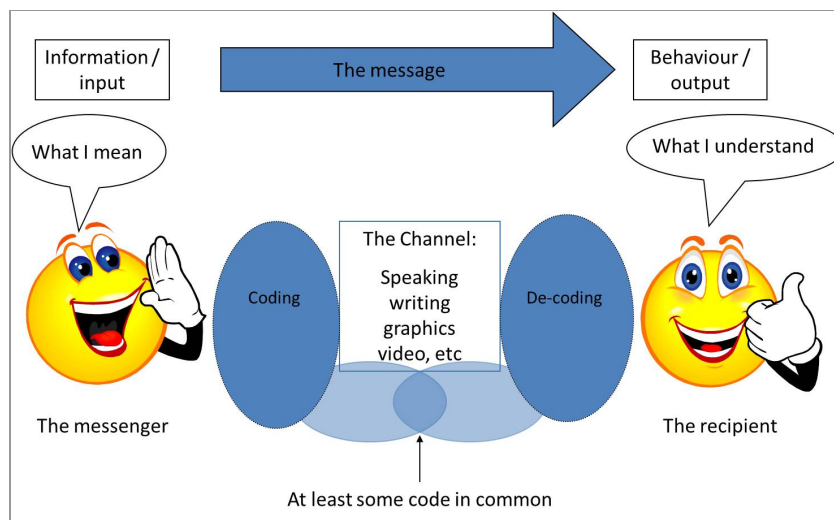 Information /
input
The message
Behaviour /
output
What I mean
What I understand
Coding
The Channel:
Speaking
writing
graphics
video, etc
De-coding
The messenger
The recipient
At least some code in common